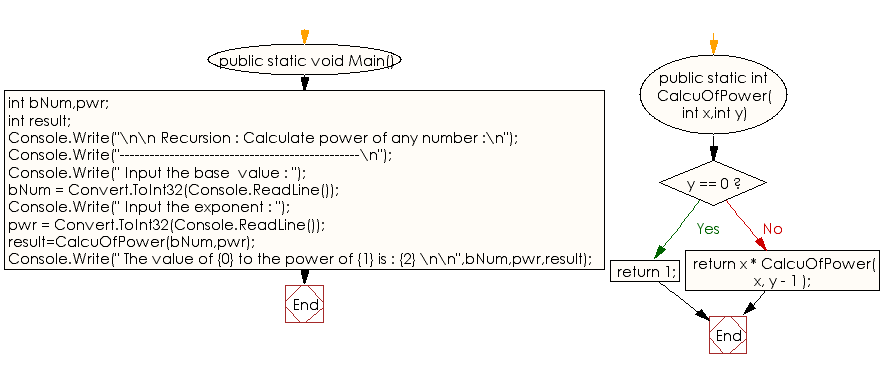 public static void Main()
int bNum,pwr;
int result;
Console.Write("\n\n Recursion : Calculate power of any number :\n");
Console.Write("------------------------------------------------\n");
Console.Write(" Input the base  value : ");
bNum = Convert.ToInt32(Console.ReadLine());
Console.Write(" Input the exponent : ");
pwr = Convert.ToInt32(Console.ReadLine());
result=CalcuOfPower(bNum,pwr);
Console.Write(" The value of {0} to the power of {1} is : {2} \n\n",bNum,pwr,result);
End
public static int
CalcuOfPower(
int x,int y)
y == 0 ?
Yes
No
return 1;
return x * CalcuOfPower(
x, y - 1 );
End